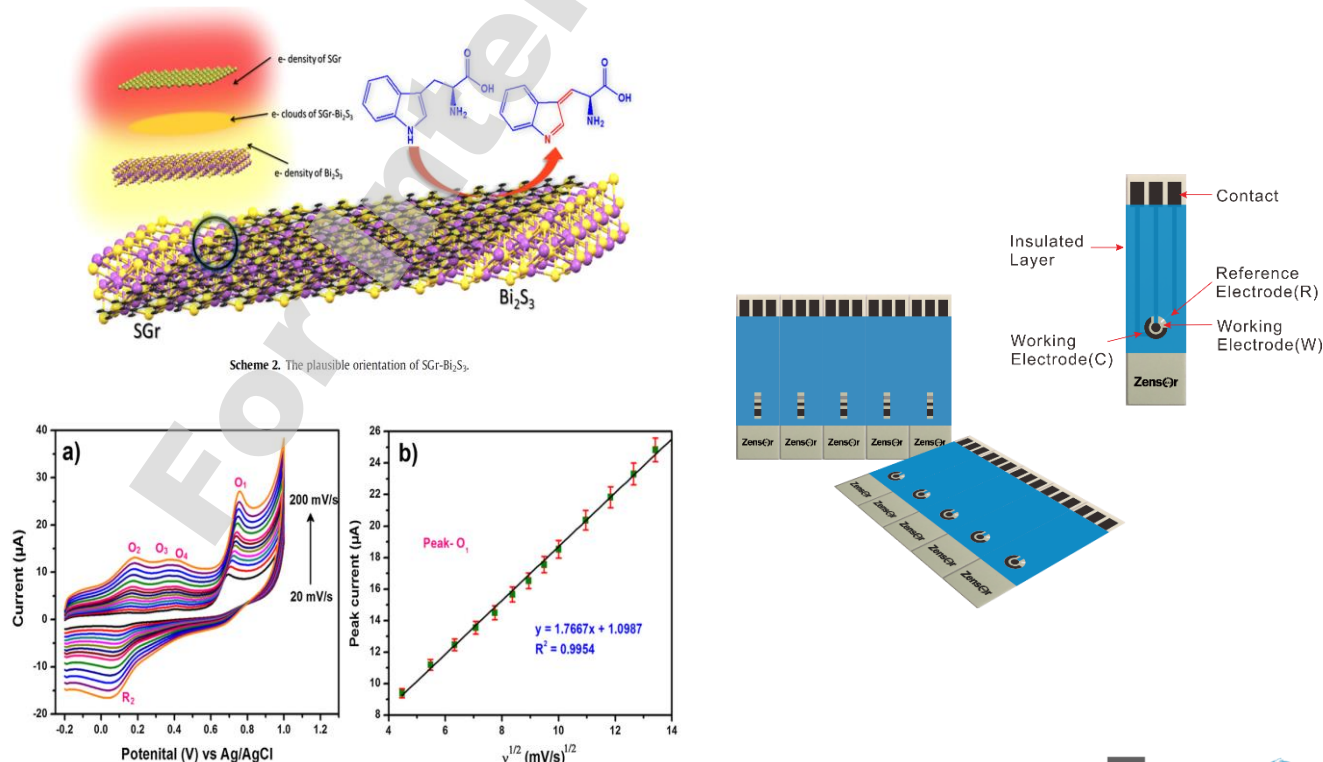 e- density of SGr
e- clouds of SGr-Bi₂S₃
e- density of Bi₂S₃
O
OH
NH₂
N
H
O
OH
NH₂
N
SGr
Bi₂S₃
Scheme 2. The plausible orientation of SGr-Bi₂S₃.
For Inte
a)
40
30
20
10
0
-10
-20
-0.2 0.0 0.2 0.4 0.6 0.8 1.0 1.2
Current (µA)
Potenital (V) vs Ag/AgCl
O₁
O₂
O₃
O₄
R₂
200 mV/s
20 mV/s
b)
26
24
22
20
18
16
14
12
10
8
4 6 8 10 12 14
Peak current (µA)
ν^1/2 (mV/s)^1/2
Peak- O₁
y = 1.7667x + 1.0987
R² = 0.9954
Contact
Insulated
Layer
Reference
Electrode(R)
Working
Electrode(C)
Working
Electrode(W)
Zensor
Zensor Zensor Zensor Zensor Zensor
Zensor
Zensor
Zensor
Zensor
Zensor